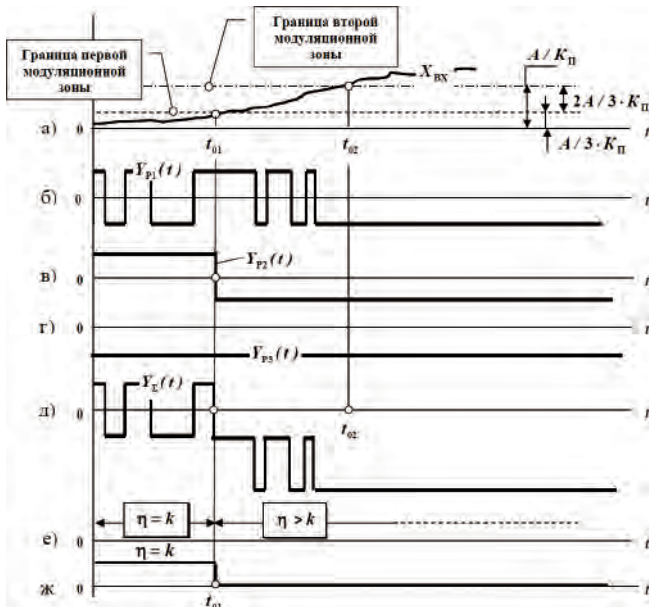 Граница второй
модуляционной
зоны
Граница первой
модуляционной
зоны
X_ВХ
A / K_П
2A / 3 · K_П
A / 3 · K_П
а) 0 t
t_01 t_02
Y_P1(t)
б) 0 t
Y_P2(t)
в) 0 t
г) 0 t
Y_P3(t)
Y_Σ(t)
д) 0 t
t_02
η = k η > k
е) 0 t
η = k
ж 0 t